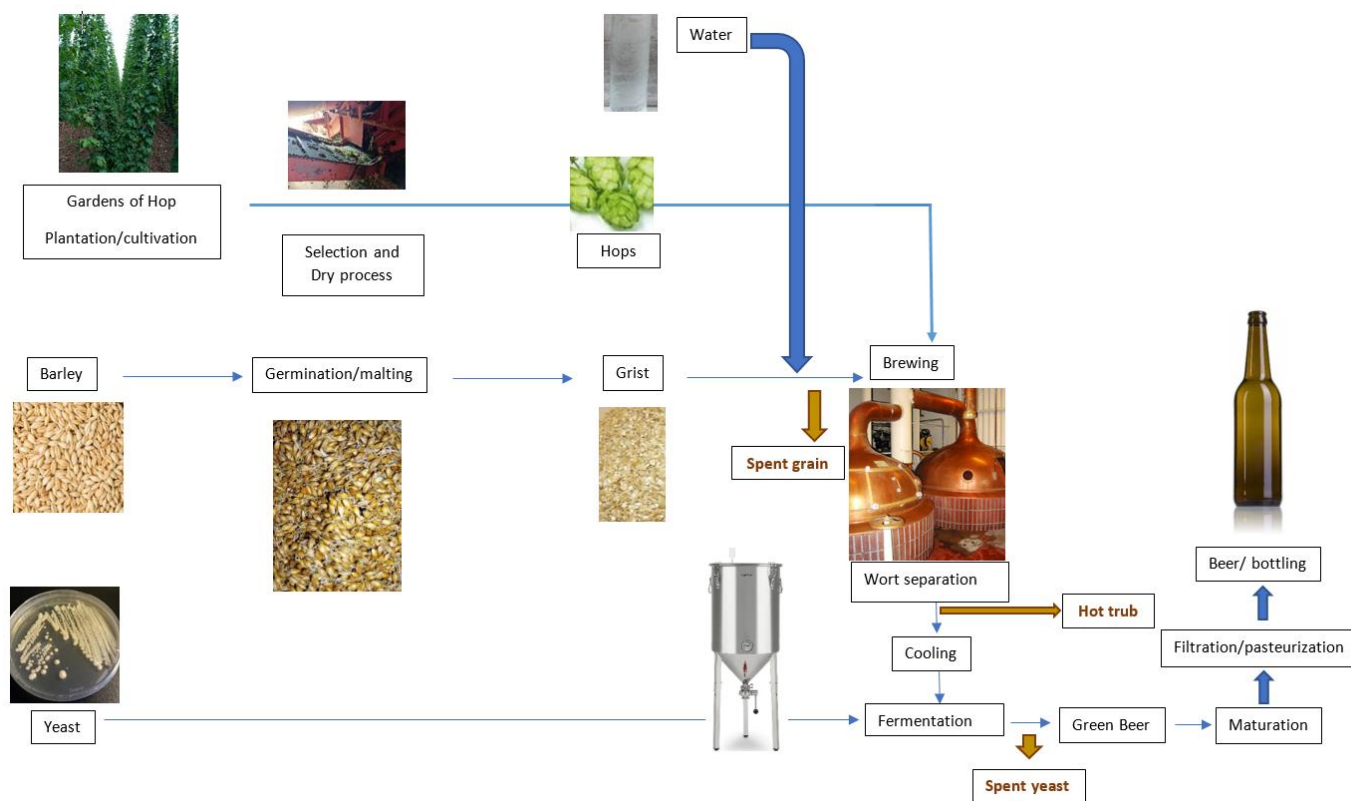 Water
Gardens of Hop
Plantation/cultivation
Selection and
Dry process
Hops
Barley
Germination/malting
Grist
Brewing
Spent grain
Beer/ bottling
Wort separation
Hot trub
Cooling
Filtration/pasteurization
Yeast
Fermentation
Green Beer
Maturation
Spent yeast